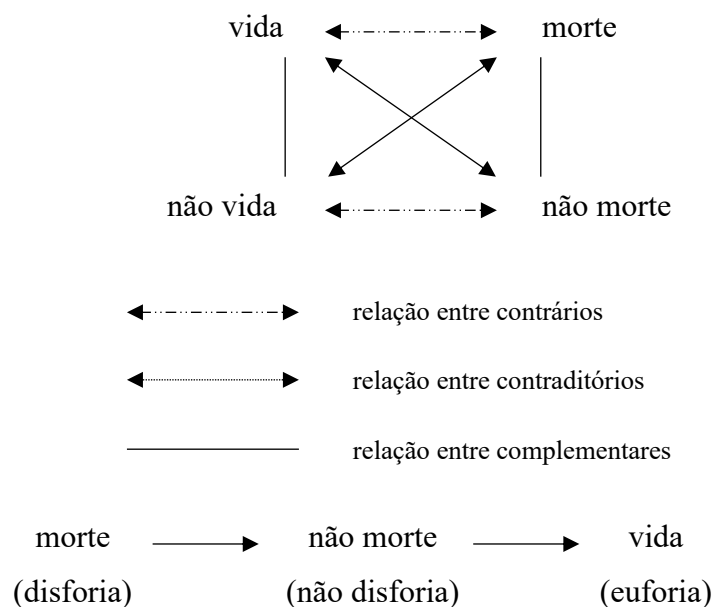 vida morte
não vida não morte
relação entre contrários
relação entre contraditórios
relação entre complementares
morte não morte vida
(disforia) (não disforia) (euforia)